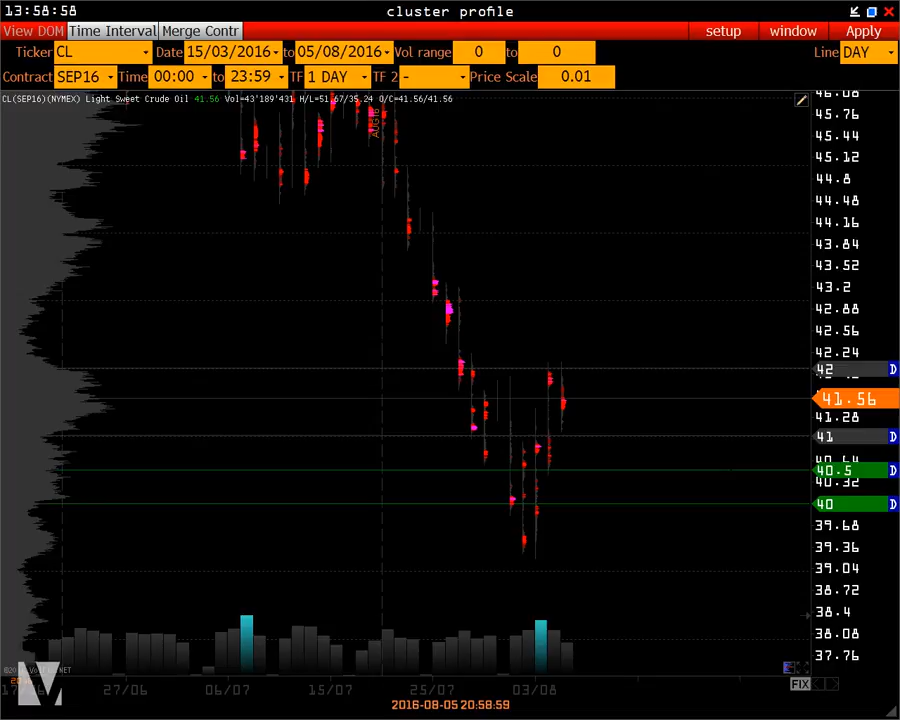 13:58:58 cluster profile
View DOM Time Interval Merge Contr setup window Apply
Ticker CL Date 15/03/2016 to 05/08/2016 Vol range 0 to 0 Line DAY
Contract SEP16 Time 00:00 to 23:59 TF 1 DAY TF 2 - Price Scale 0.01
CL(SEP16)(NYMEX) Light Sweet Crude Oil 41.56 Vol=43'189'431 H/L=51.67/35.24 O/C=41.56/41.56
46.08
45.76
AUG16
45.44
45.12
44.8
44.48
44.16
43.84
43.52
43.2
42.88
42.56
42.24
42 D
41.56
41.28
41 D
40.64
40.5 D
40.32
40 D
39.68
39.36
39.04
38.72
38.4
38.08
37.76
FIX
27/06 06/07 15/07 25/07 03/08
2016-08-05 20:58:59